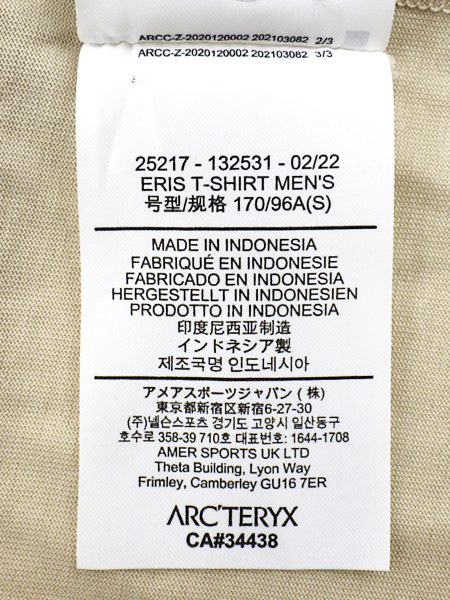 ARCC-Z-2020120002 202103082 2/3
ARCC-Z-2020120002 202103082 3/3
25217 - 132531 - 02/22
ERIS T-SHIRT MEN'S
号型/规格 170/96A(S)
MADE IN INDONESIA
FABRIQUÉ EN INDONESIE
FABRICADO EN INDONESIA
HERGESTELLT IN INDONESIEN
PRODOTTO IN INDONESIA
印度尼西亚制造
インドネシア製
제조국명 인도네시아
アメアスポーツジャパン (株)
東京都新宿区新宿6-27-30
(주)넬슨스포츠 경기도 고양시 일산동구
호수로 358-39 710호 대표번호: 1644-1708
AMER SPORTS UK LTD
Theta Building, Lyon Way
Frimley, Camberley GU16 7ER
ARC'TERYX
CA#34438